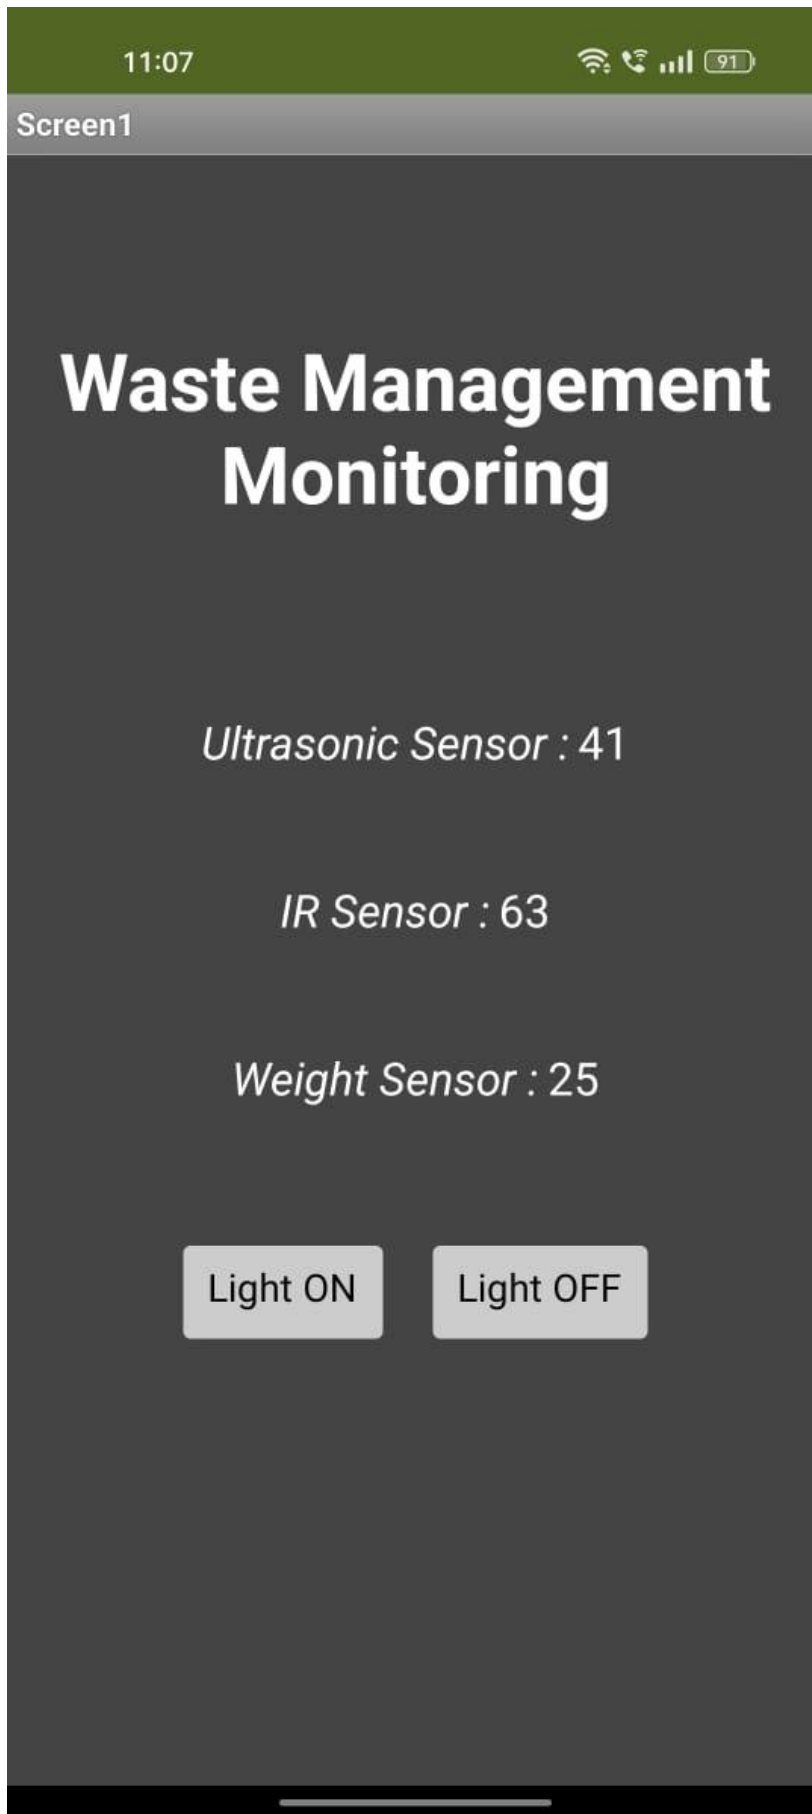 11:07
91
Screen1
Waste Management
Monitoring
Ultrasonic Sensor : 41
IR Sensor : 63
Weight Sensor : 25
Light ON
Light OFF